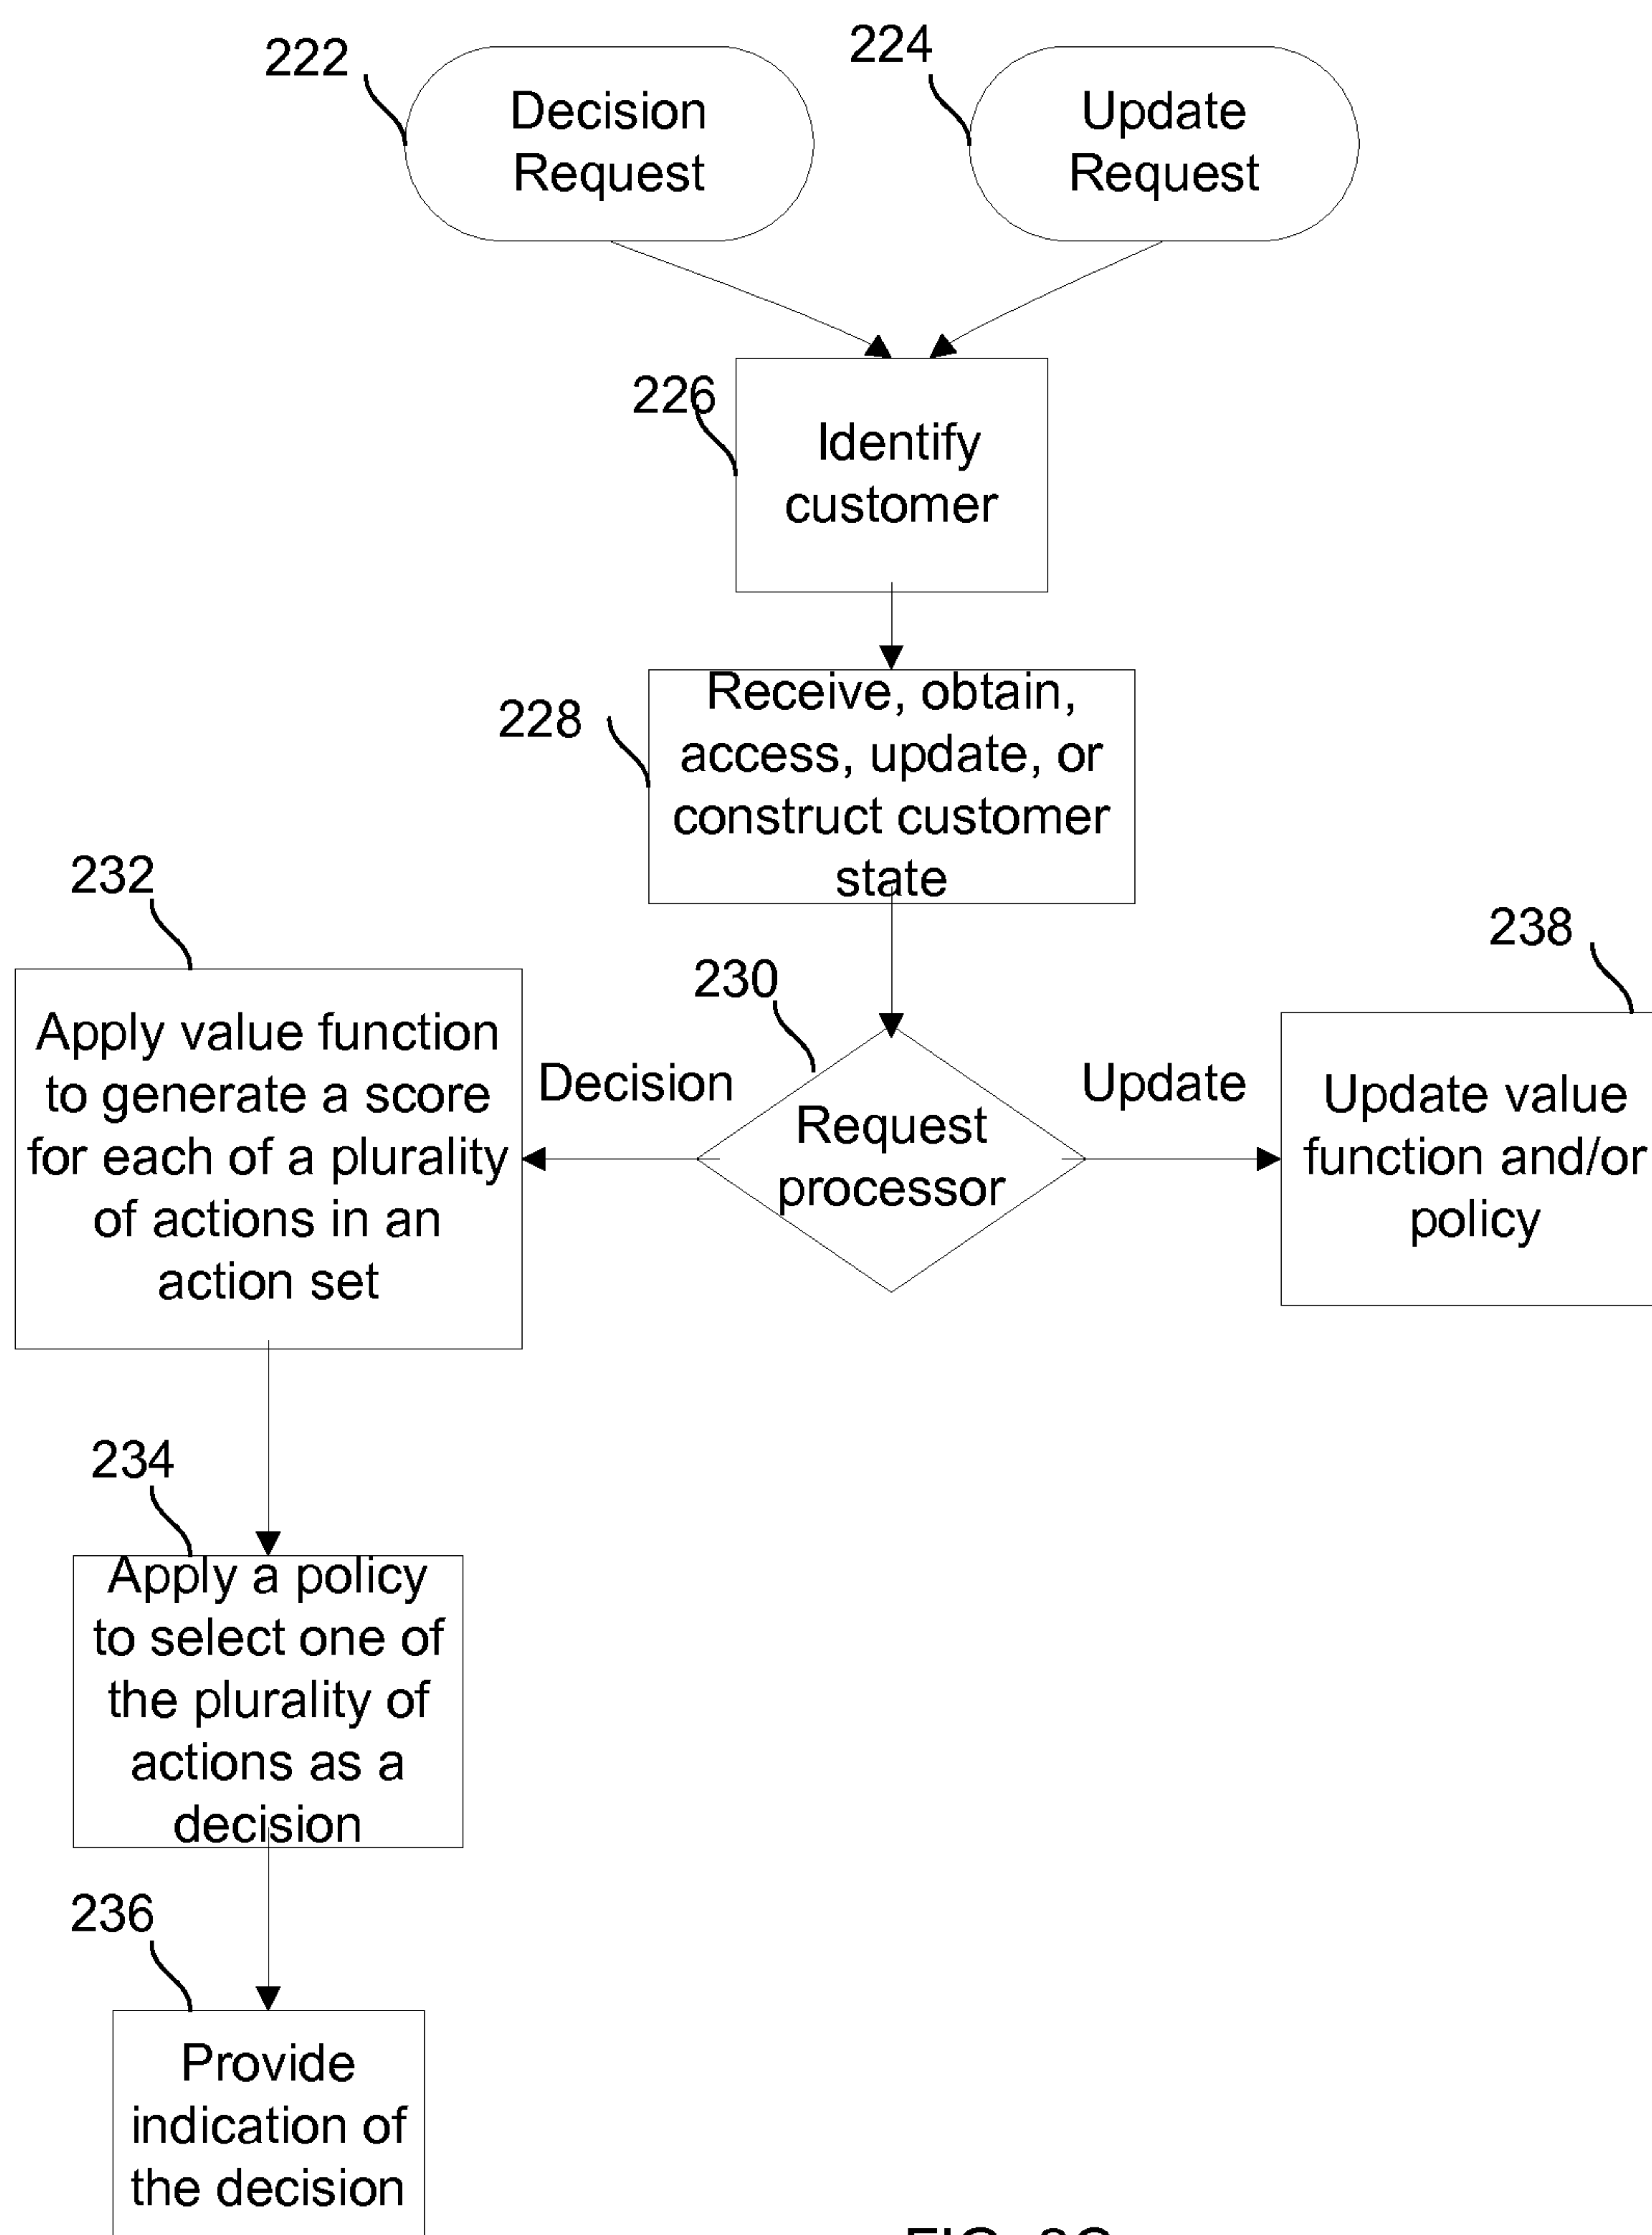 222
Decision
Request
224
Update
Request
226
Identify
customer
228
Receive, obtain,
access, update, or
construct customer
state
230
Request
processor
Decision
Update
232
Apply value function
to generate a score
for each of a plurality
of actions in an
action set
238
Update value
function and/or
policy
234
Apply a policy
to select one of
the plurality of
actions as a
decision
236
Provide
indication of
the decision